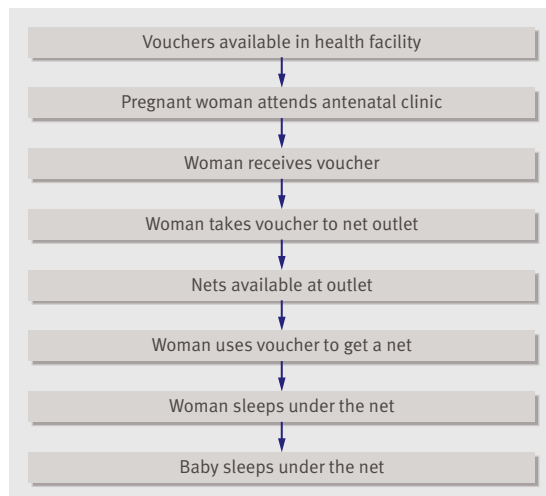 Vouchers available in health facility
Pregnant woman attends antenatal clinic
Woman receives voucher
Woman takes voucher to net outlet
Nets available at outlet
Woman uses voucher to get a net
Woman sleeps under the net
Baby sleeps under the net